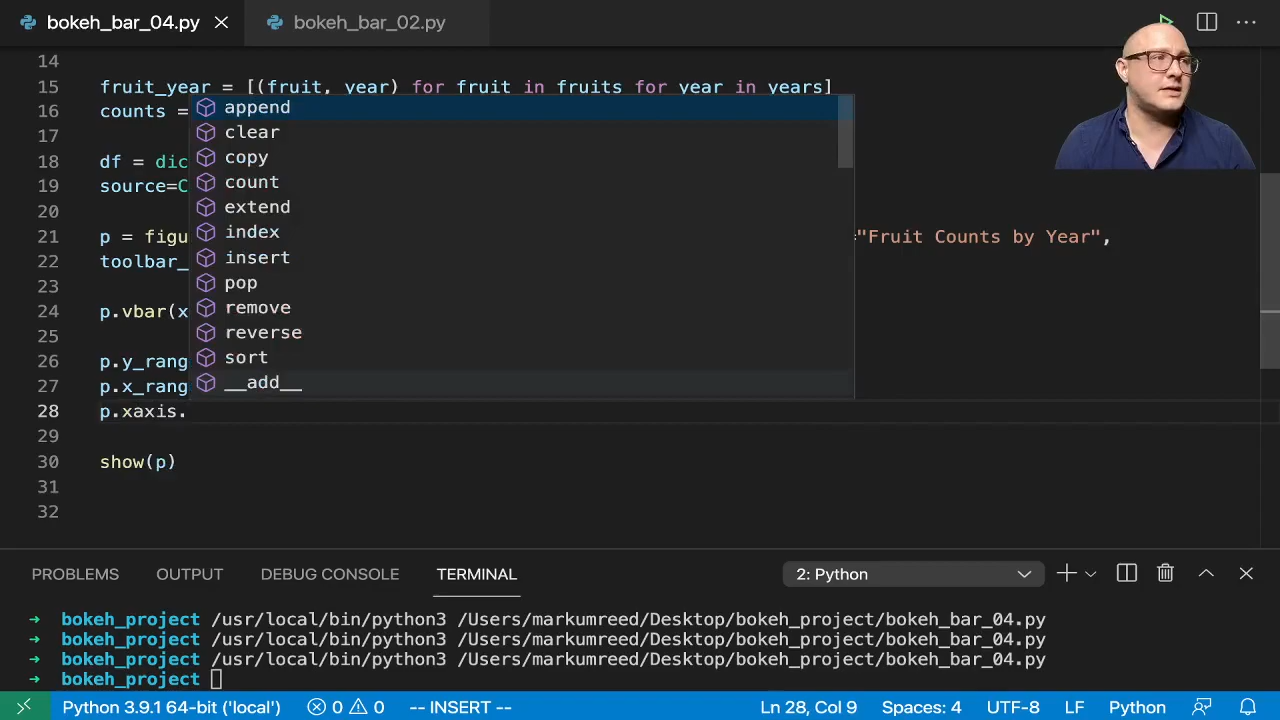 bokeh_bar_04.py
bokeh_bar_02.py
14
15 fruit_year = [(fruit, year) for fruit in fruits for year in years]
16 counts =
append
17
clear
18 df = dic
copy
19 source=C
count
20
extend
21 p = figu ="Fruit Counts by Year",
index
22 toolbar_
insert
23
pop
24 p.vbar(x
remove
25
reverse
26 p.y_rang
sort
27 p.x_rang
__add__
28 p.xaxis.
29
30 show(p)
31
32
PROBLEMS OUTPUT DEBUG CONSOLE TERMINAL 2: Python
→ bokeh_project /usr/local/bin/python3 /Users/markumreed/Desktop/bokeh_project/bokeh_bar_04.py
→ bokeh_project /usr/local/bin/python3 /Users/markumreed/Desktop/bokeh_project/bokeh_bar_04.py
→ bokeh_project /usr/local/bin/python3 /Users/markumreed/Desktop/bokeh_project/bokeh_bar_04.py
→ bokeh_project
Python 3.9.1 64-bit ('local') 0 0 -- INSERT -- Ln 28, Col 9 Spaces: 4 UTF-8 LF Python